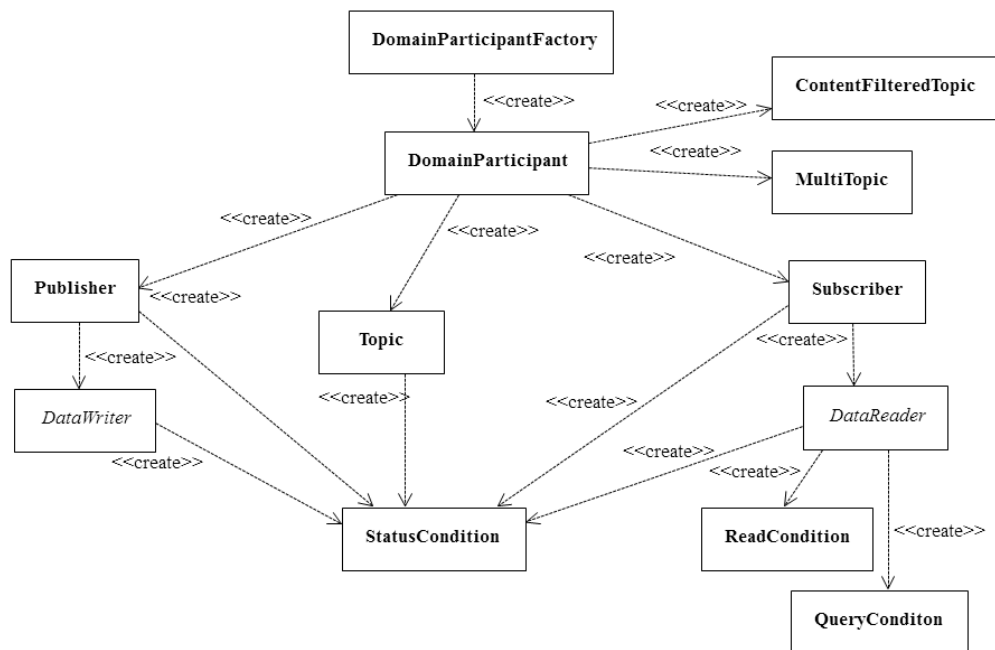 DomainParticipantFactory
<<create>>
ContentFilteredTopic
<<create>>
DomainParticipant
<<create>>
MultiTopic
<<create>>
<<create>>
<<create>>
Publisher
<<create>>
Subscriber
Topic
<<create>>
<<create>>
<<create>>
<<create>>
DataWriter
DataReader
<<create>>
<<create>>
<<create>>
StatusCondition
ReadCondition
<<create>>
QueryConditon